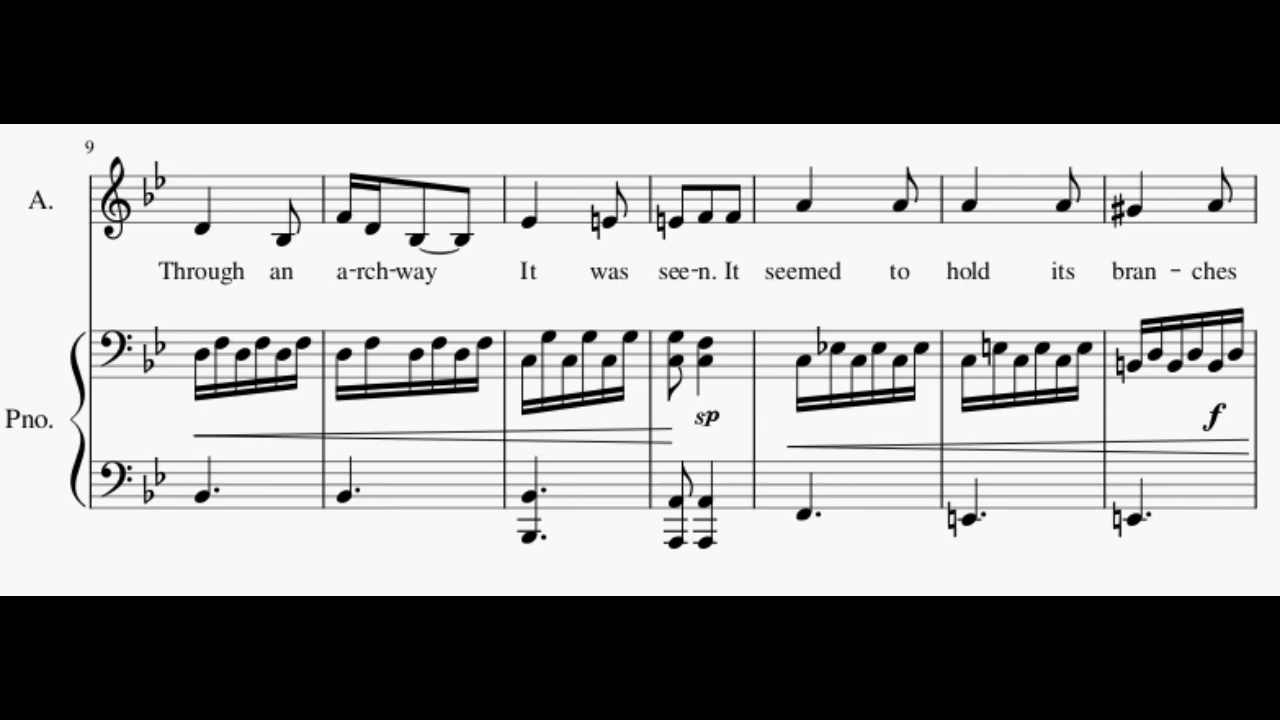 9
A.
Through an a-rch-way It was see-n. It seemed to hold its bran - ches
Pno.
sp
f